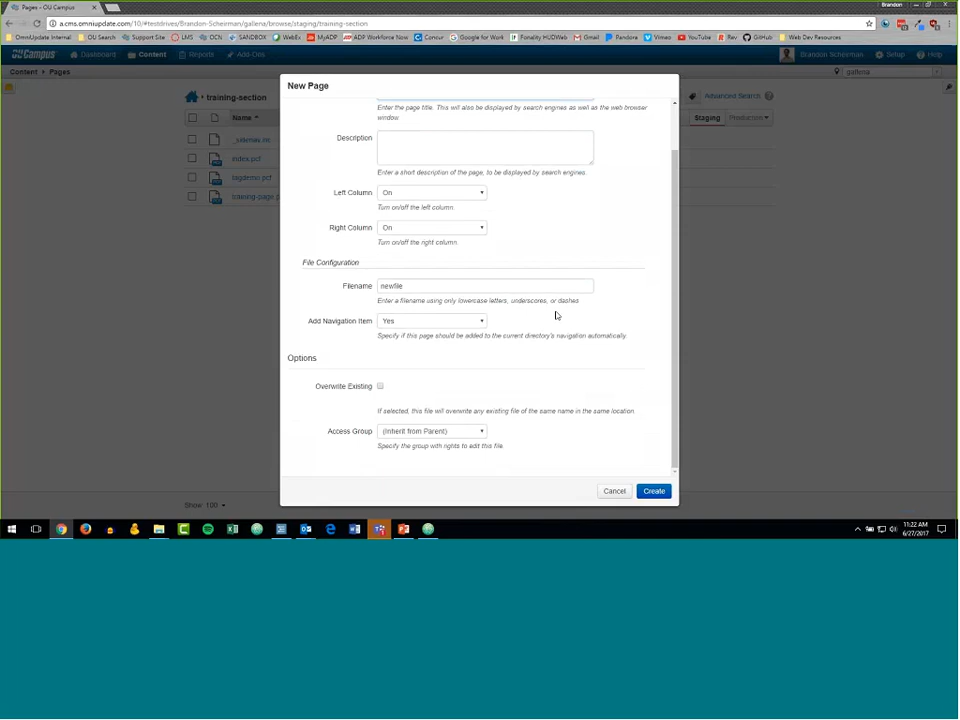 Pages - OU Campus
Brandon
a.cms.omniupdate.com/10/#testdrives/Brandon-Scheirman/gallena/browse/staging/training-section
OmniUpdate Internal OU Search Support Site LMS OCN SANDBOX WebEx MyADP ADP Workforce Now Concur Google for Work Fonality HUDWeb Gmail Pandora Vimeo YouTube Rev GitHub Web Dev Resources
OU Campus Dashboard Content Reports Add-Ons Brandon Scheirman Setup Help
Content Pages gallena
New Page
training-section Advanced Search
Name Staging Production
index.pcf
training-page.p
Enter the page title. This will also be displayed by search engines as well as the web browser
window.
Description
Enter a short description of the page, to be displayed by search engines.
Left Column On
Turn on/off the left column.
Right Column On
Turn on/off the right column.
File Configuration
Filename newfile
Enter a filename using only lowercase letters, underscores, or dashes
Add Navigation Item Yes
Specify if this page should be added to the current directory's navigation automatically.
Options
Overwrite Existing
If selected, this file will overwrite any existing file of the same name in the same location
Access Group (Inherit from Parent)
Specify the group with rights to edit this file.
Cancel Create
Show: 100
11:22 AM
6/27/2017